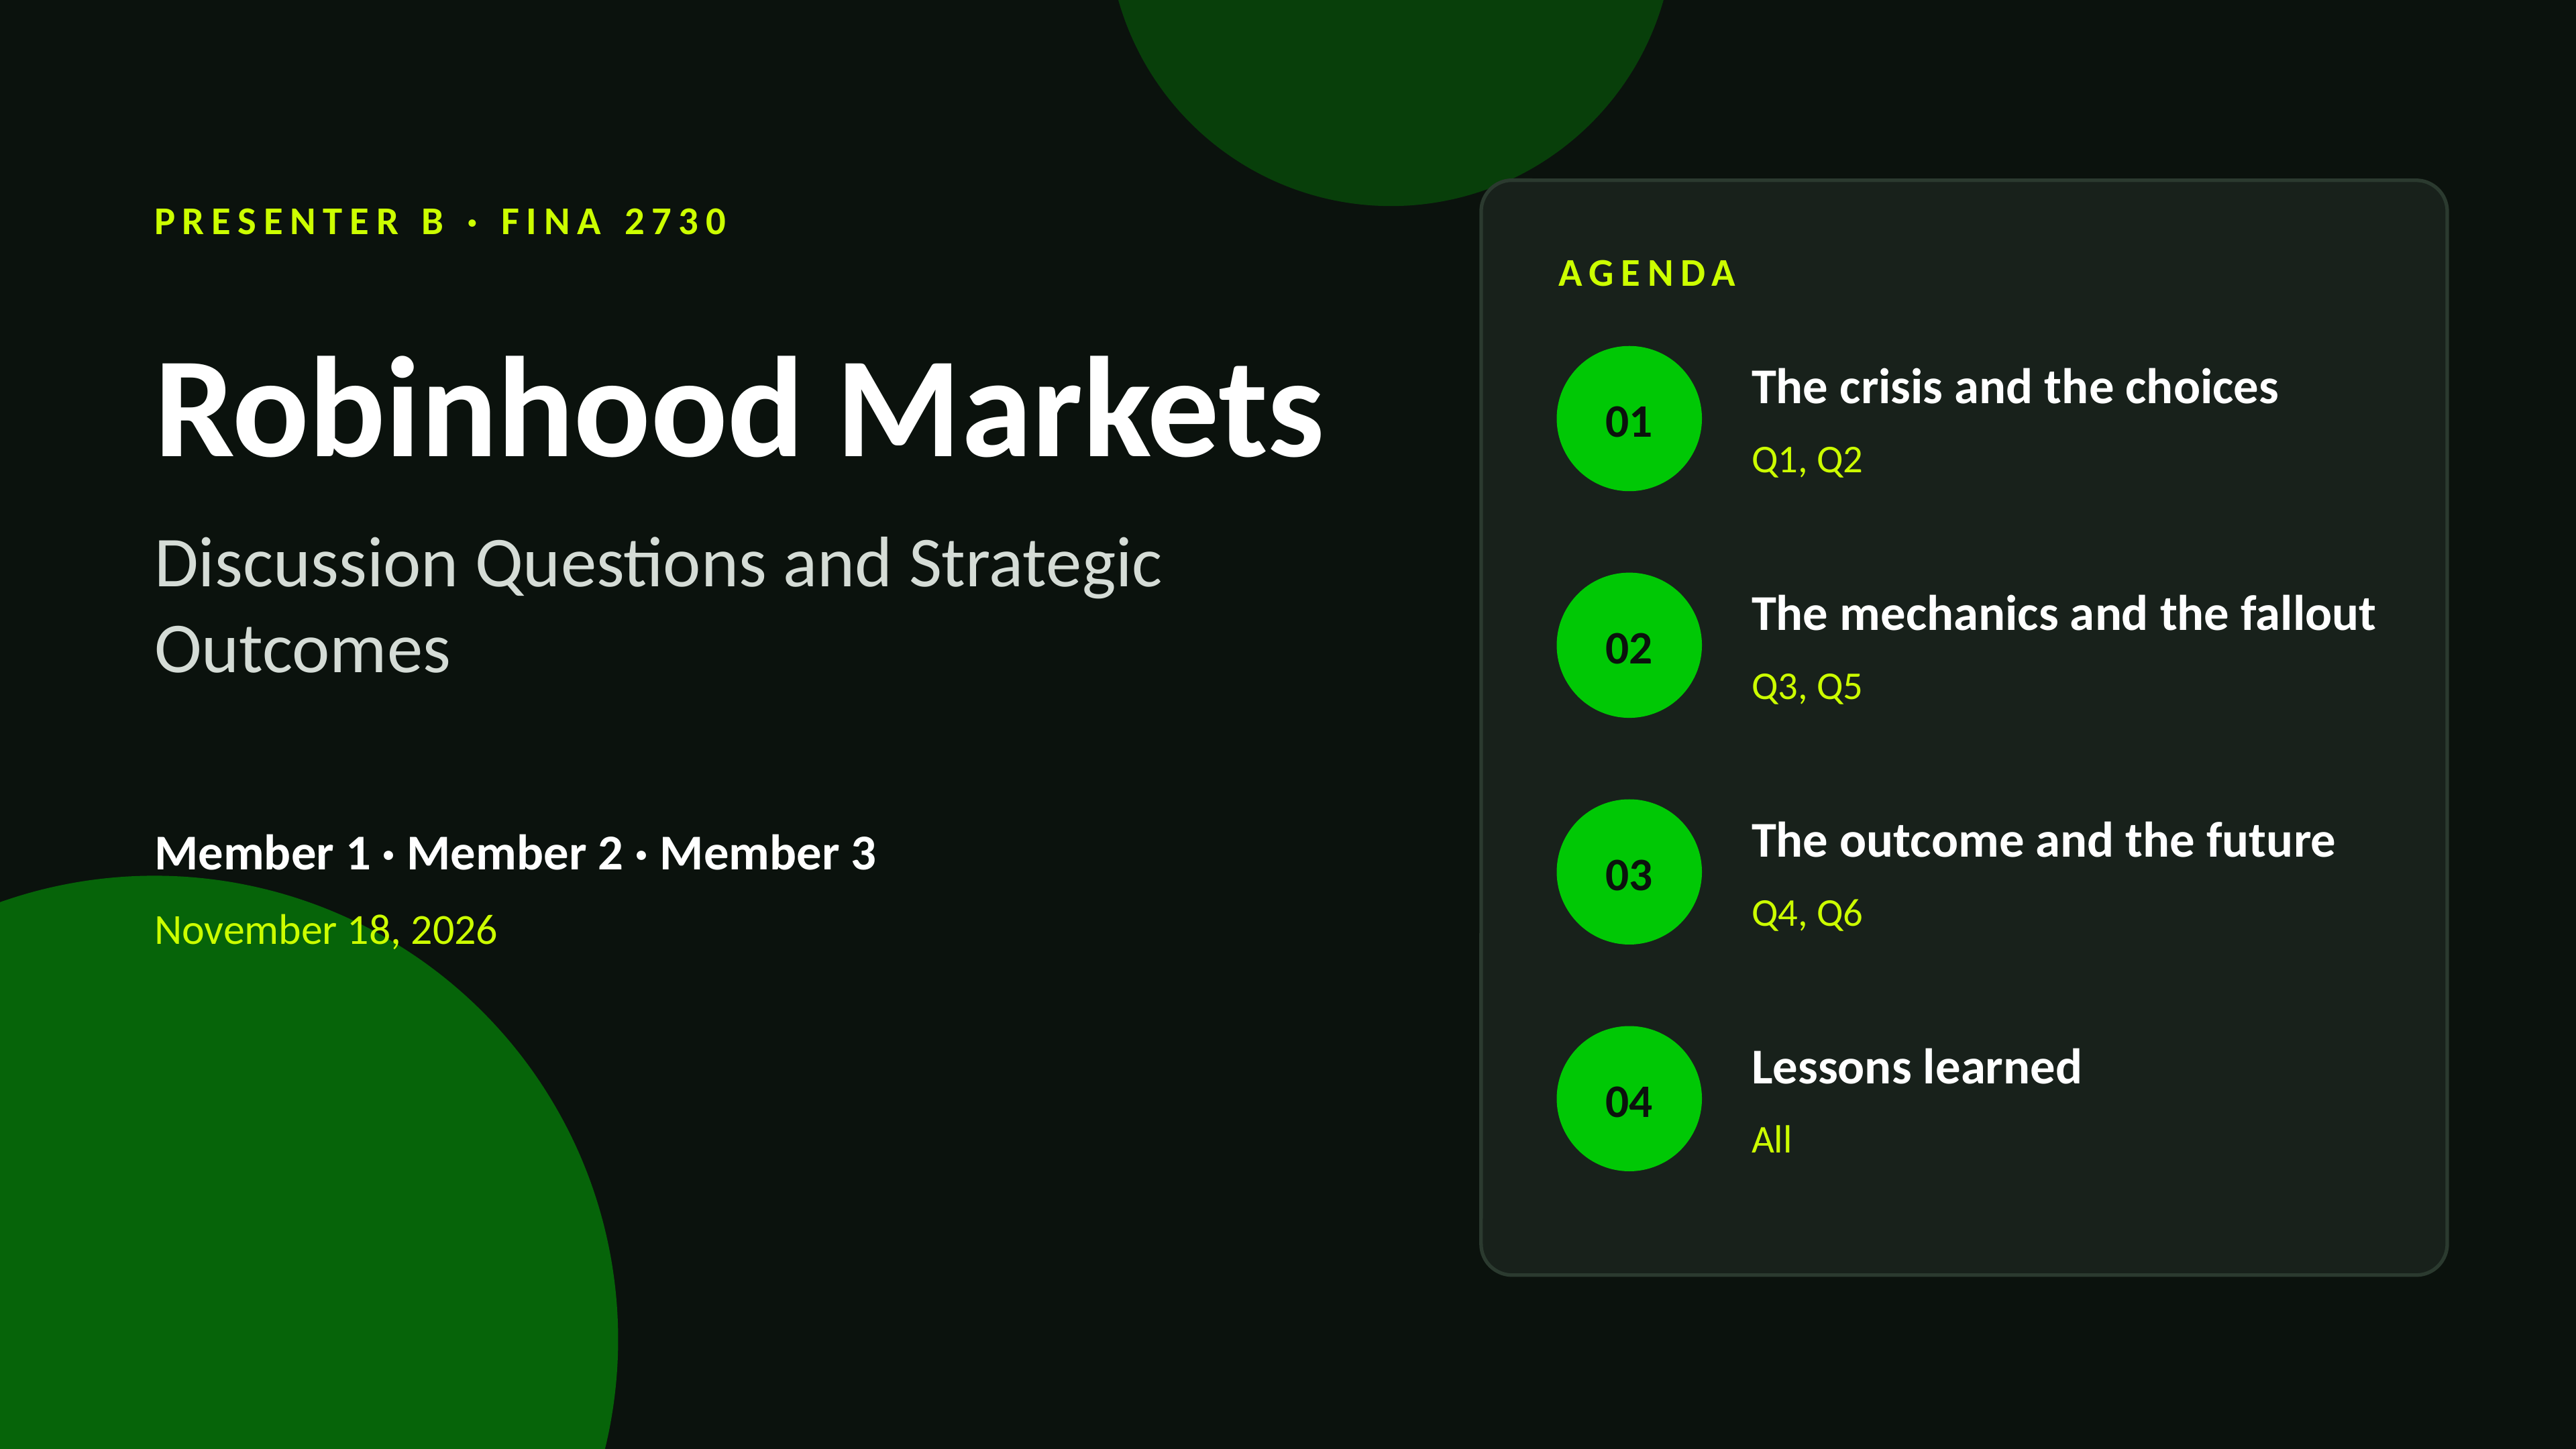 PRESENTER B · FINA 2730
Robinhood Markets
Discussion Questions and Strategic
Outcomes
Member 1 · Member 2 · Member 3
November 18, 2026
AGENDA
01
The crisis and the choices
Q1, Q2
02
The mechanics and the fallout
Q3, Q5
03
The outcome and the future
Q4, Q6
04
Lessons learned
All